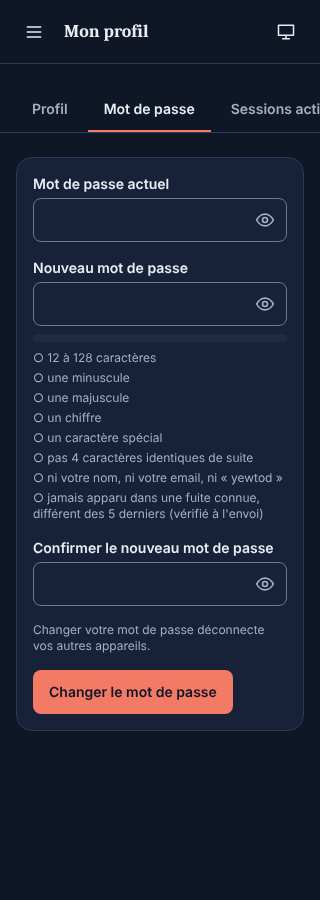 Mon profil
Profil
Mot de passe
Sessions acti
Mot de passe actuel
Nouveau mot de passe
12 à 128 caractères
une minuscule
une majuscule
un chiffre
un caractère spécial
pas 4 caractères identiques de suite
ni votre nom, ni votre email, ni « yewtod »
jamais apparu dans une fuite connue,
différent des 5 derniers (vérifié à l'envoi)
Confirmer le nouveau mot de passe
Changer votre mot de passe déconnecte
vos autres appareils.
Changer le mot de passe